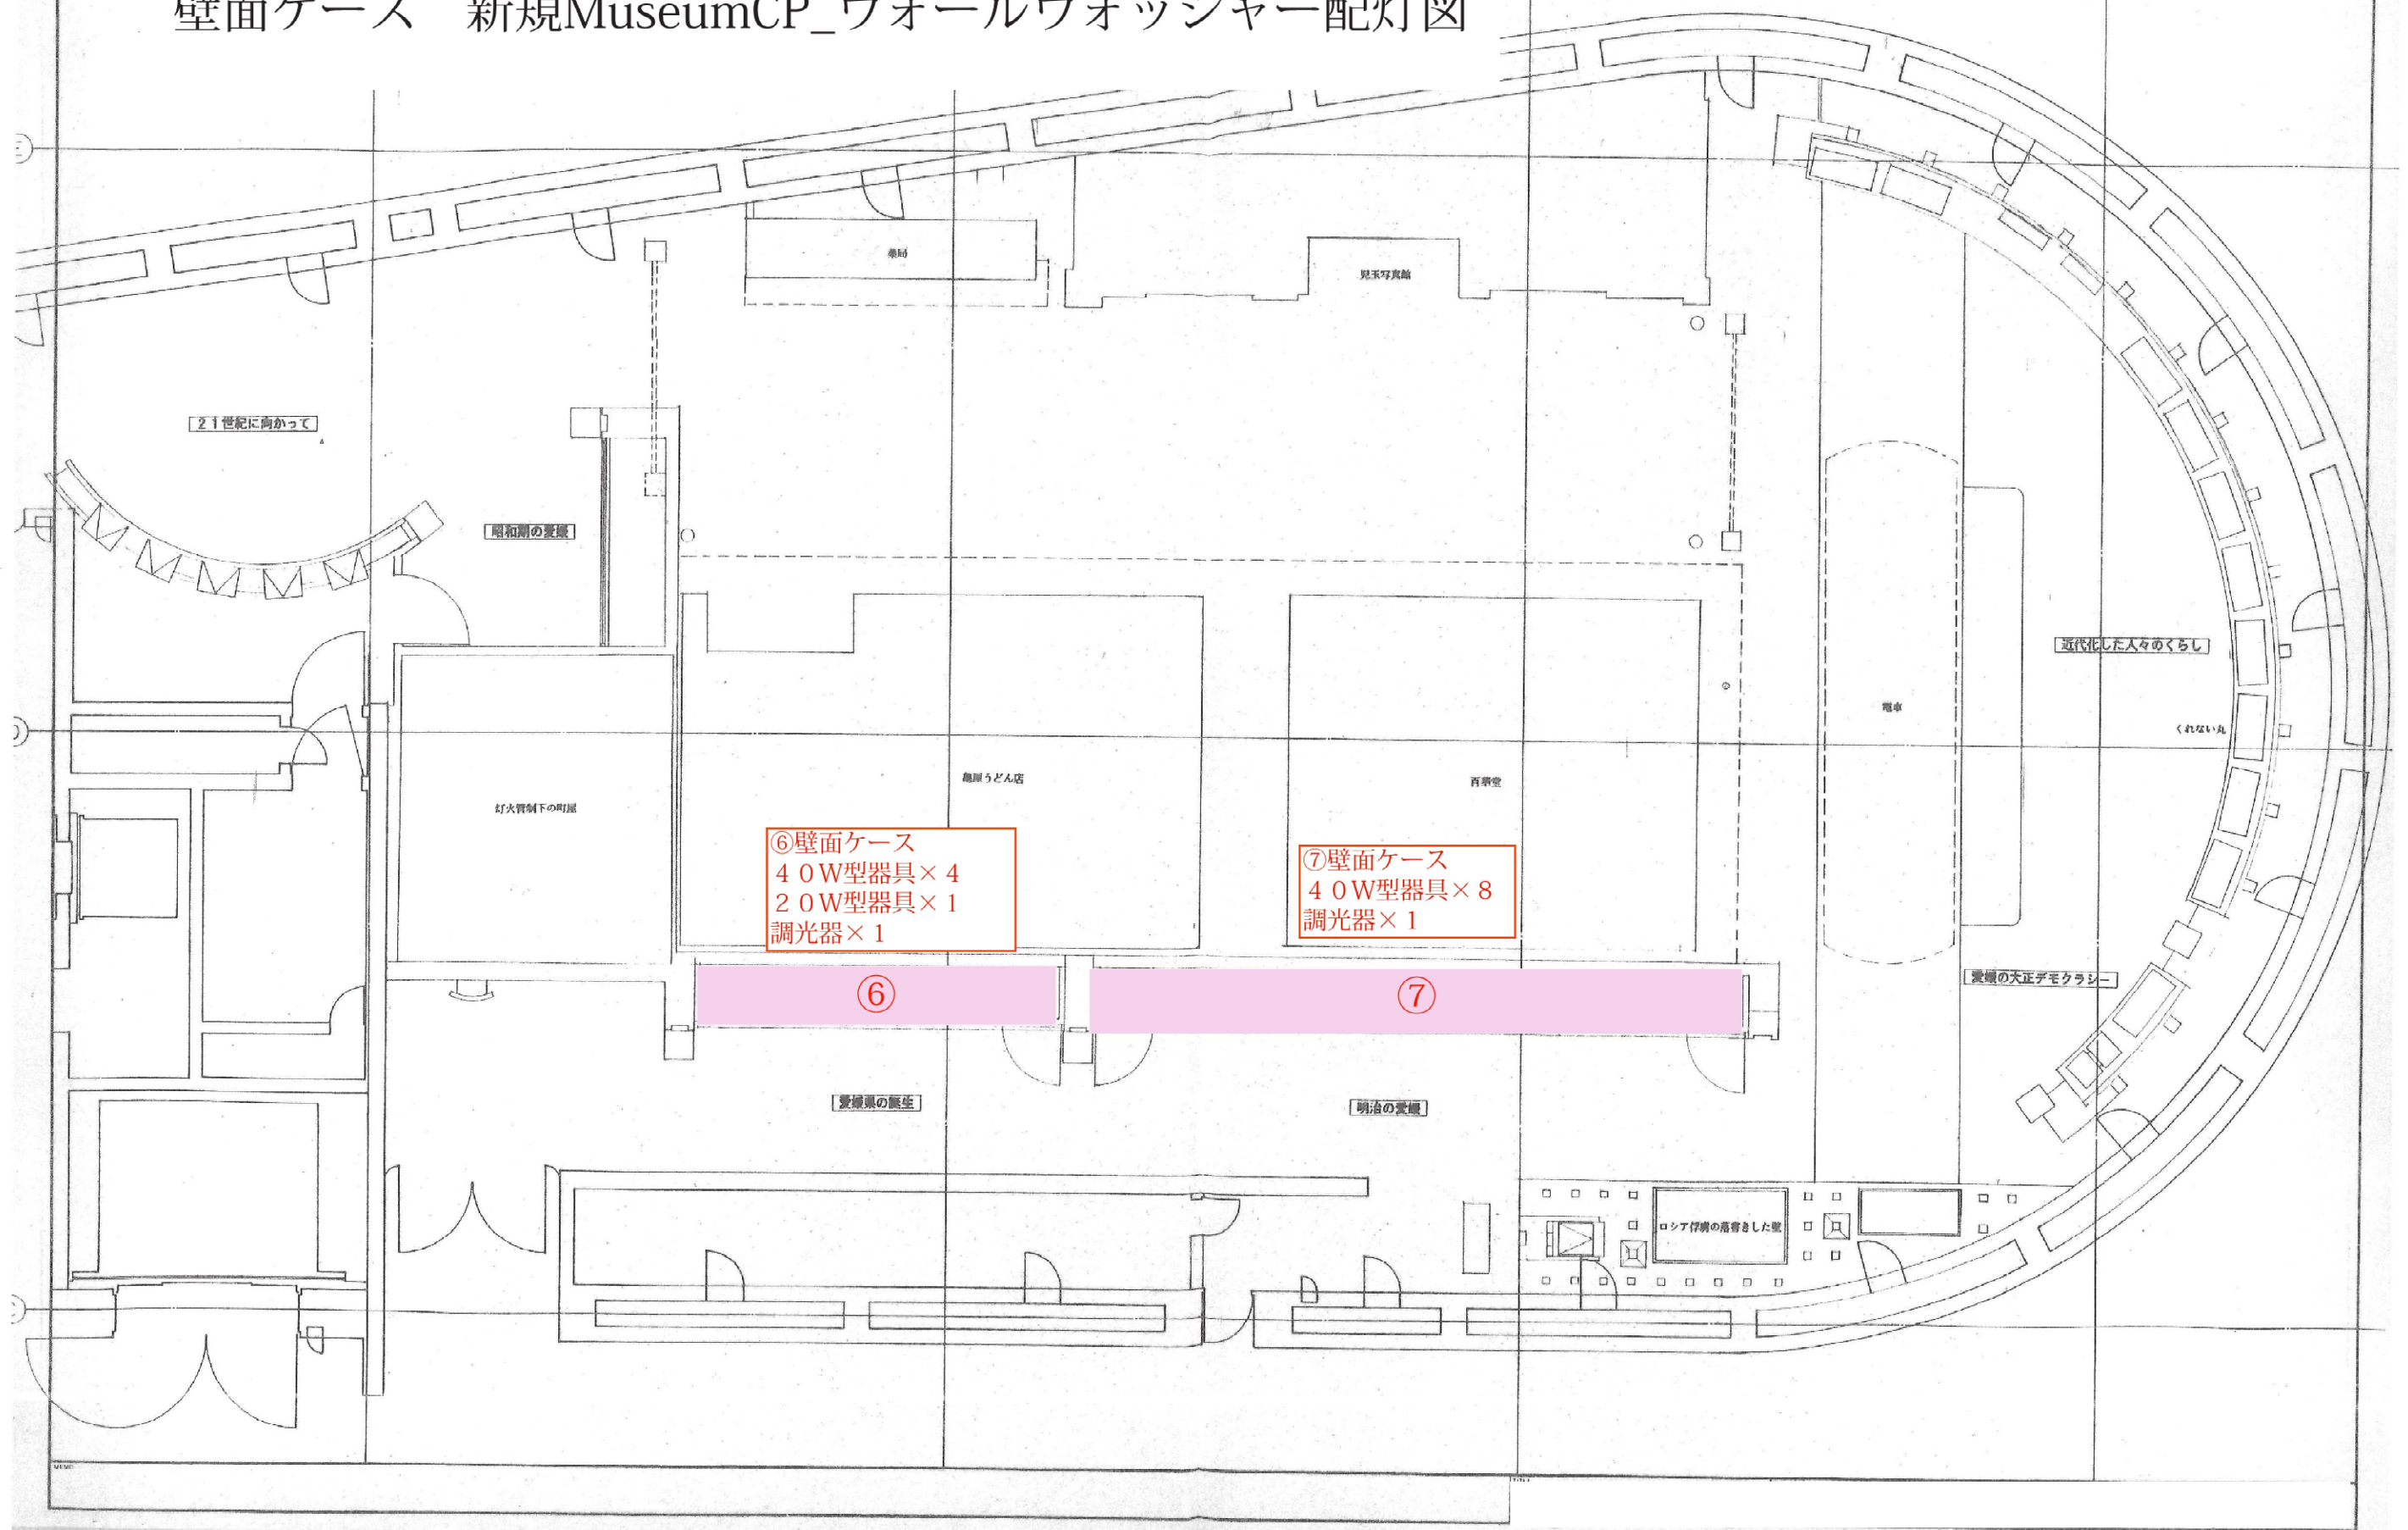 壁面ケース 新規MuseumCP_ウォールウォッシャー配灯図
薬局
児玉写真館
21世紀に向かって
昭和期の愛媛
近代化した人々のくらし
電車
くれない丸
亀屋うどん店
百華堂
灯火管制下の町屋
⑥壁面ケース
40W型器具×4
20W型器具×1
調光器×1
⑦壁面ケース
40W型器具×8
調光器×1
⑥
⑦
愛媛の大正デモクラシー
愛媛県の誕生
明治の愛媛
ロシア俘虜の落書きした壁